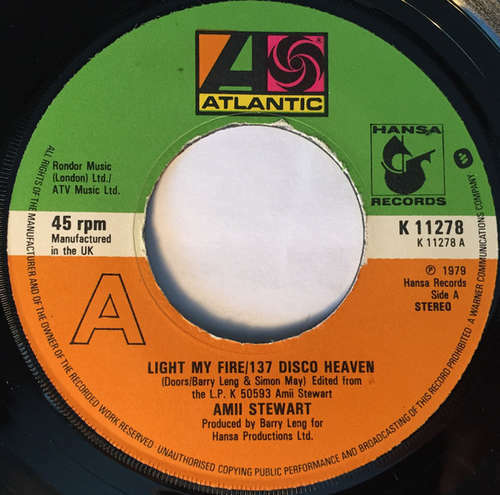 ATLANTIC
HANSA
RECORDS
Rondor Music
(London) Ltd./
ATV Music Ltd.
45 rpm
Manufactured
in the UK
K 11278
K 11278 A
℗ 1979
Hansa Records
Side A
STEREO
A
LIGHT MY FIRE/137 DISCO HEAVEN
(Doors/Barry Leng & Simon May) Edited from
the L.P. K 50593 Amii Stewart
AMII STEWART
Produced by Barry Leng for
Hansa Productions Ltd.
ALL RIGHTS OF THE MANUFACTURER AND OF THE OWNER OF THE RECORDED WORK RESERVED. UNAUTHORISED COPYING PUBLIC PERFORMANCE AND BROADCASTING OF THIS RECORD PROHIBITED. A WARNER COMMUNICATIONS COMPANY.